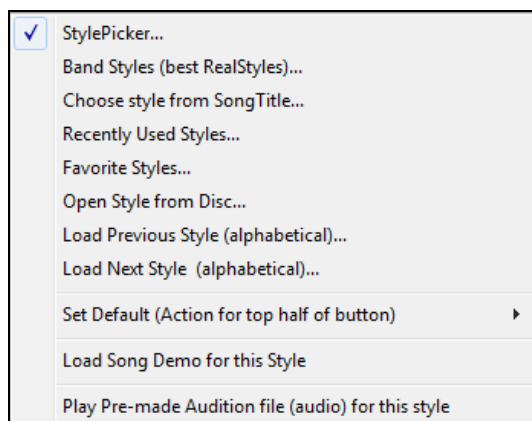 StylePicker...
Band Styles (best RealStyles)...
Choose style from SongTitle...
Recently Used Styles...
Favorite Styles...
Open Style from Disc...
Load Previous Style (alphabetical)...
Load Next Style  (alphabetical)...
Set Default (Action for top half of button)
Load Song Demo for this Style
Play Pre-made Audition file (audio) for this style